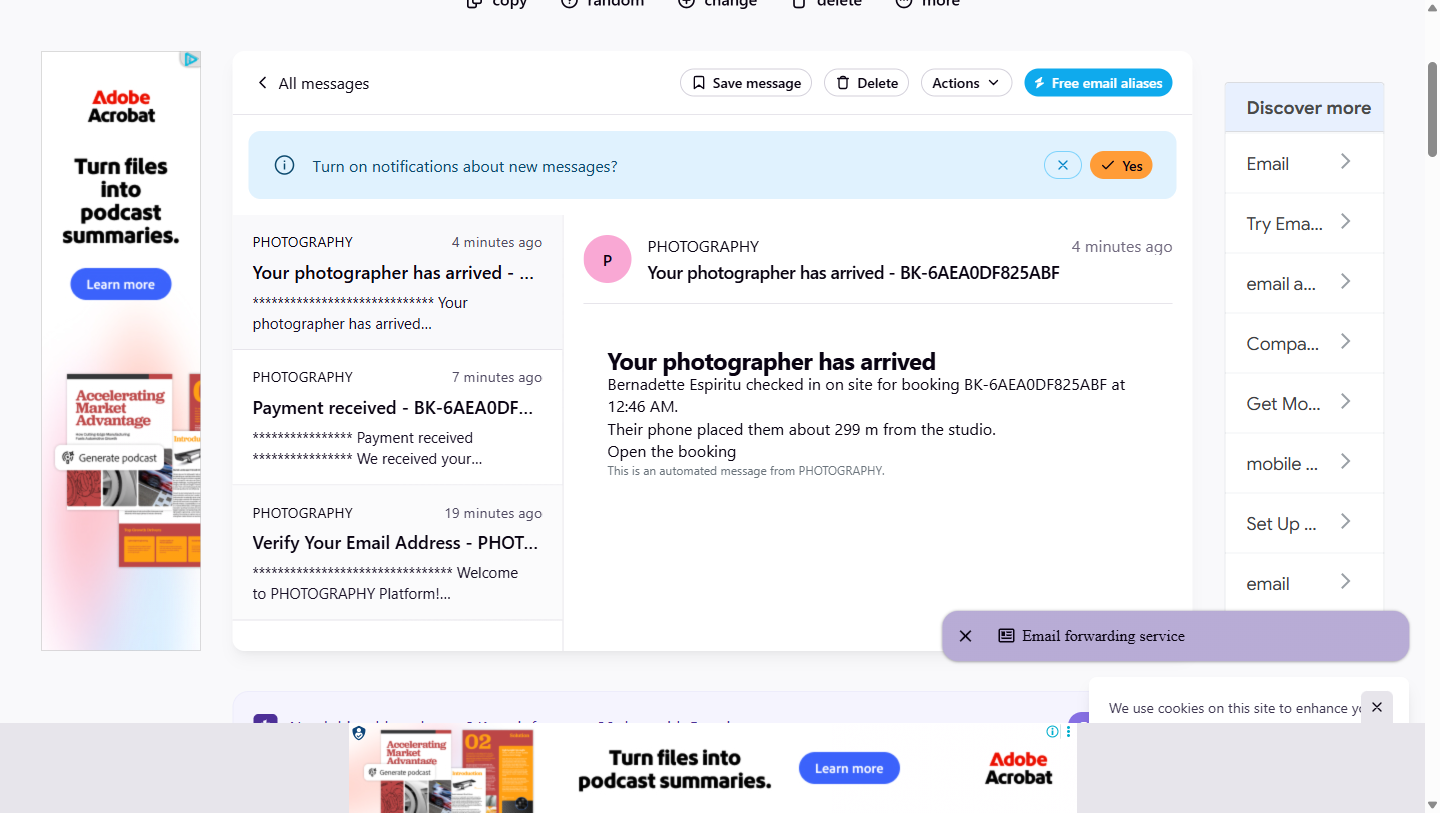 copy
random
change
delete
more
Adobe
Acrobat
Turn files
into
podcast
summaries.
Learn more
Accelerating
Market
Advantage
Generate podcast
All messages
Save message
Delete
Actions
Free email aliases
Turn on notifications about new messages?
Yes
PHOTOGRAPHY
4 minutes ago
Your photographer has arrived - ...
***************************** Your
photographer has arrived...
PHOTOGRAPHY
7 minutes ago
Payment received - BK-6AEA0DF...
**************** Payment received
**************** We received your...
PHOTOGRAPHY
19 minutes ago
Verify Your Email Address - PHOT...
******************************** Welcome
to PHOTOGRAPHY Platform!...
P
PHOTOGRAPHY
4 minutes ago
Your photographer has arrived - BK-6AEA0DF825ABF
Your photographer has arrived
Bernadette Espiritu checked in on site for booking BK-6AEA0DF825ABF at
12:46 AM.
Their phone placed them about 299 m from the studio.
Open the booking
This is an automated message from PHOTOGRAPHY.
Discover more
Email
Try Ema...
email a...
Compa...
Get Mo...
mobile ...
Set Up ...
email
Email forwarding service
We use cookies on this site to enhance
Accelerating
Market
Advantage
Generate podcast
02
Turn files into
podcast summaries.
Learn more
Adobe
Acrobat